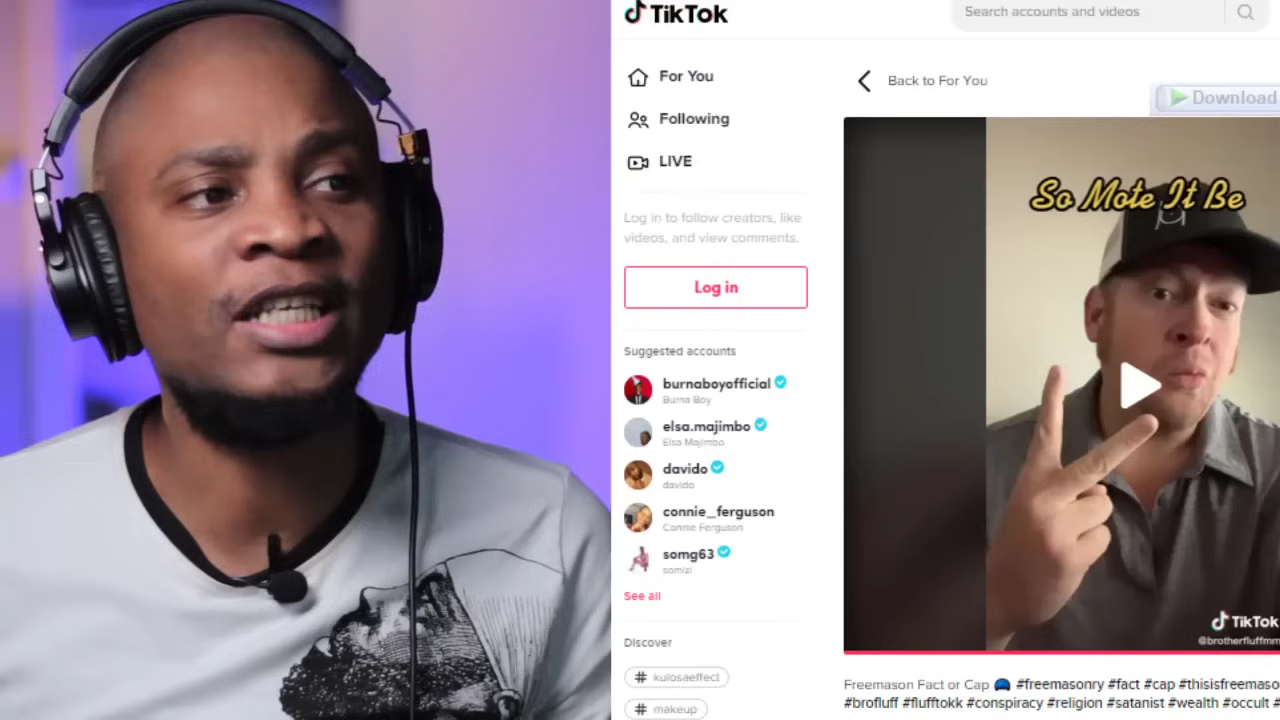 TikTok
Search accounts and videos
For You
Following
LIVE
Back to For You
Download
Log in to follow creators, like
videos, and view comments.
Log in
Suggested accounts
burnaboyofficial
Burna Boy
elsa.majimbo
Elsa Majimbo
davido
davido
connie_ferguson
Connie Ferguson
somg63
somizi
See all
Discover
# kulosaeffect
# makeup
So Mote It Be
TikTok
@brotherfluffmm
Freemason Fact or Cap 🧢 #freemasonry #fact #cap #thisisfreemaso
#brofluff #flufftokk #conspiracy #religion #satanist #wealth #occult #